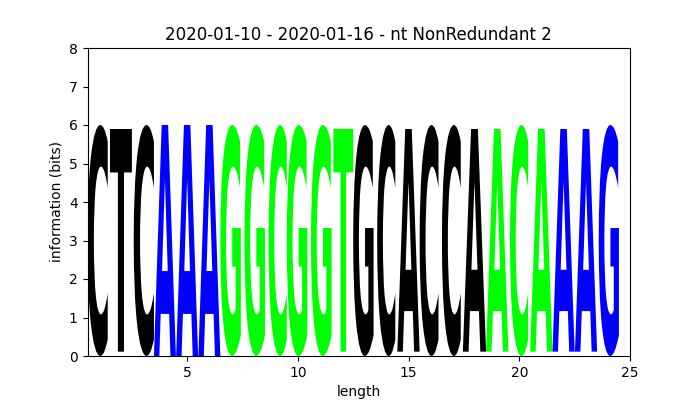 2020-01-10 - 2020-01-16 - nt NonRedundant 2
8
7
6
5
4
3
2
1
0
information (bits)
CTCAAAGGCGGTGCACCAACAAAG
5 10 15 20 25
length